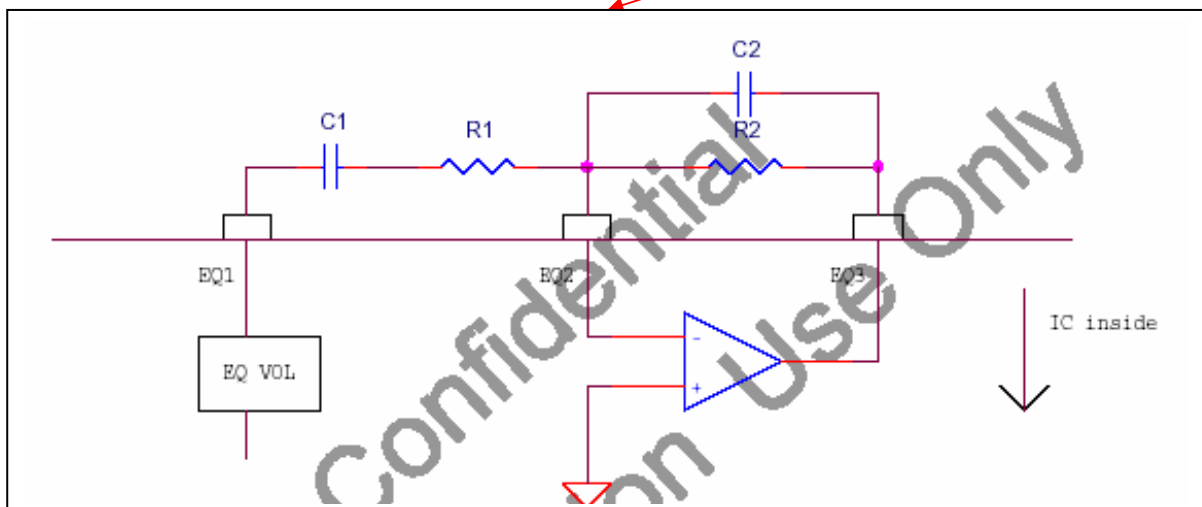 C2
C1
R1
R2
EQ1
EQ2
EQ3
IC inside
EQ VOL
-
+
Confidential
Use Only